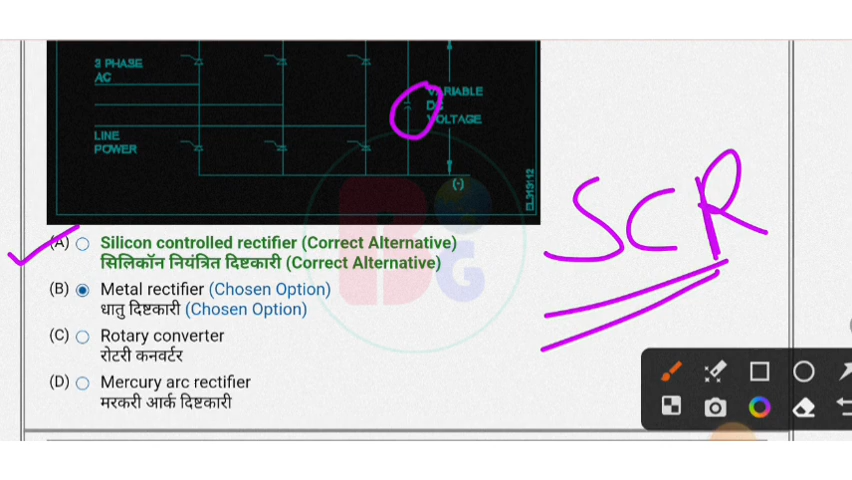 3 PHASE
AC
VARIABLE
DC
VOLTAGE
LINE
POWER
(-)
EL313112
SCR
(A) Silicon controlled rectifier (Correct Alternative)
सिलिकॉन नियंत्रित दिष्टकारी (Correct Alternative)
(B) Metal rectifier (Chosen Option)
धातु दिष्टकारी (Chosen Option)
(C) Rotary converter
रोटरी कनवर्टर
(D) Mercury arc rectifier
मरकरी आर्क दिष्टकारी
B
G